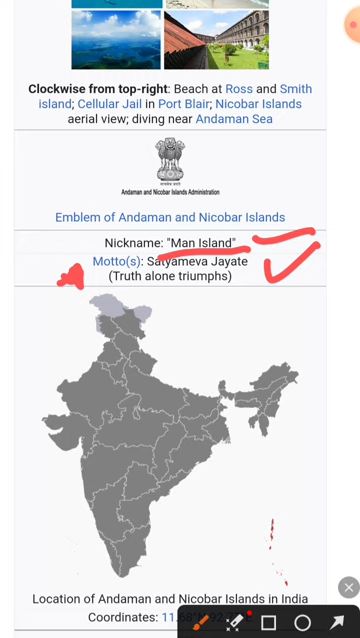 Clockwise from top-right: Beach at Ross and Smith
island; Cellular Jail in Port Blair; Nicobar Islands
aerial view; diving near Andaman Sea
Andaman and Nicobar Islands Administration
Emblem of Andaman and Nicobar Islands
Nickname: "Man Island"
Motto(s): Satyameva Jayate
(Truth alone triumphs)
Location of Andaman and Nicobar Islands in India
Coordinates: